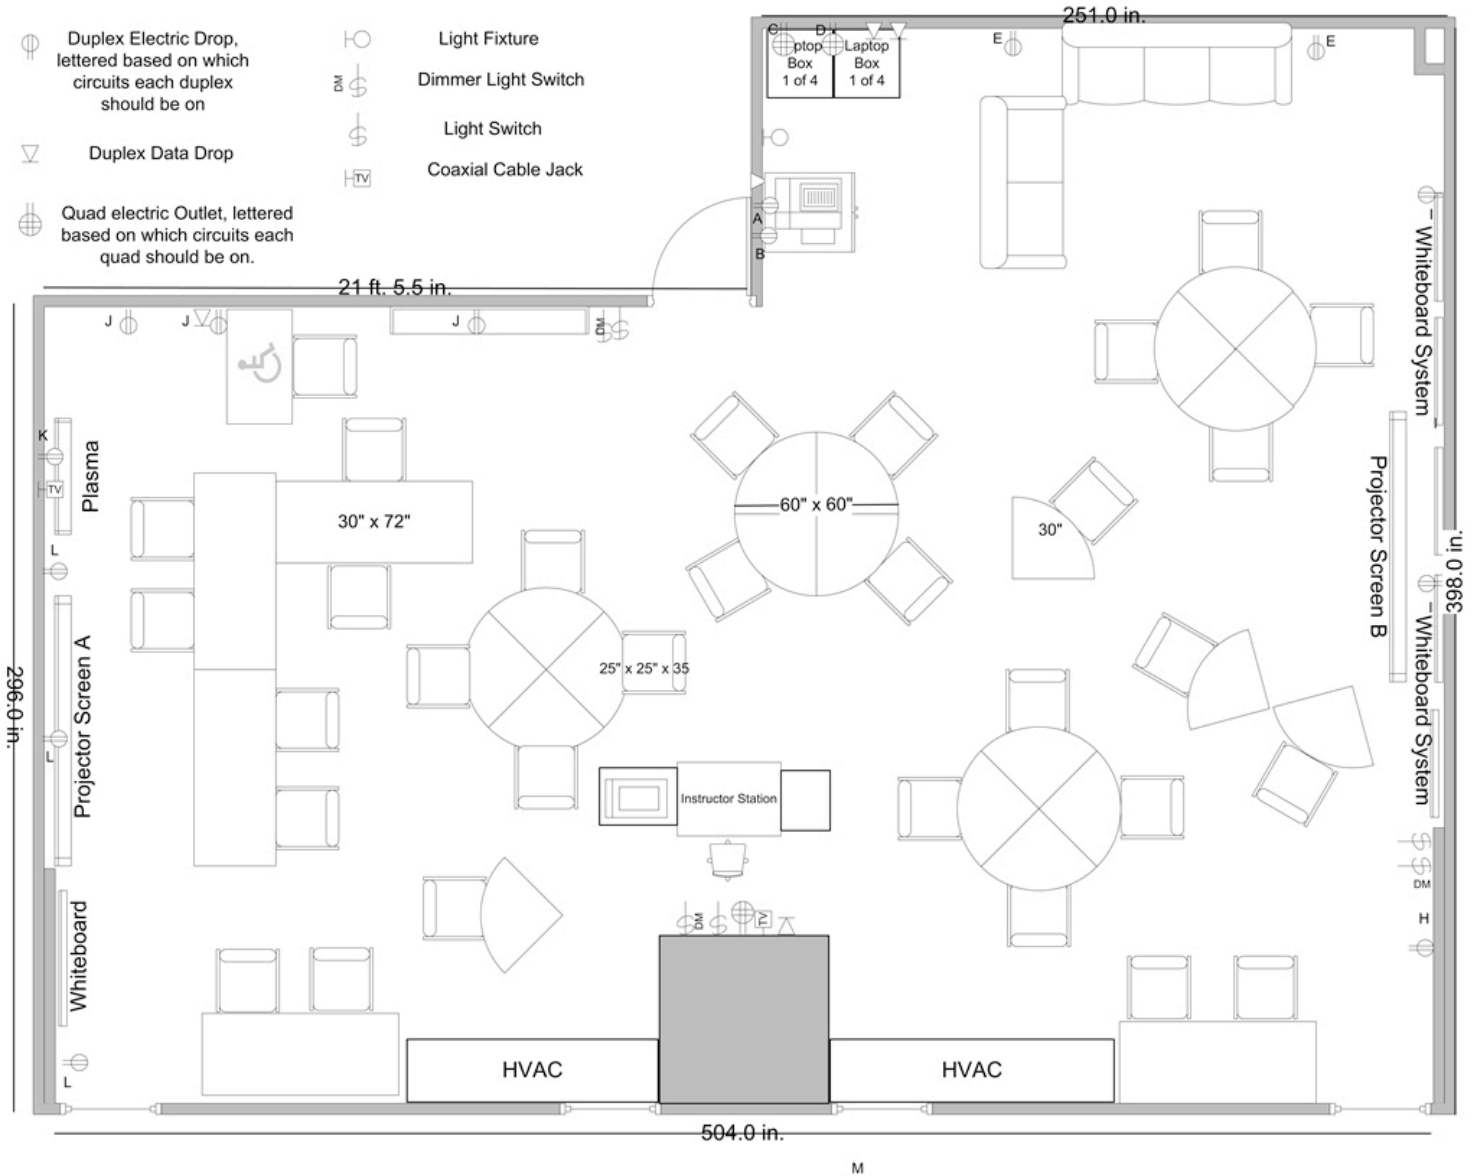 Duplex Electric Drop,
lettered based on which
circuits each duplex
should be on
Duplex Data Drop
Quad electric Outlet, lettered
based on which circuits each
quad should be on.
Light Fixture
DM
Dimmer Light Switch
Light Switch
TV
Coaxial Cable Jack
251.0 in.
C
D
ptop
Box
1 of 4
Laptop
Box
1 of 4
E
E
A
B
21 ft. 5.5 in.
J
J
J
DM
K
TV
Plasma
L
30" x 72"
60" x 60"
30"
I
Whiteboard System
Projector Screen B
398.0 in.
I
Whiteboard System
Projector Screen A
L
296.0 in.
25" x 25" x 35
Instructor Station
DM
H
DM
TV
Whiteboard
L
HVAC
HVAC
504.0 in.
M